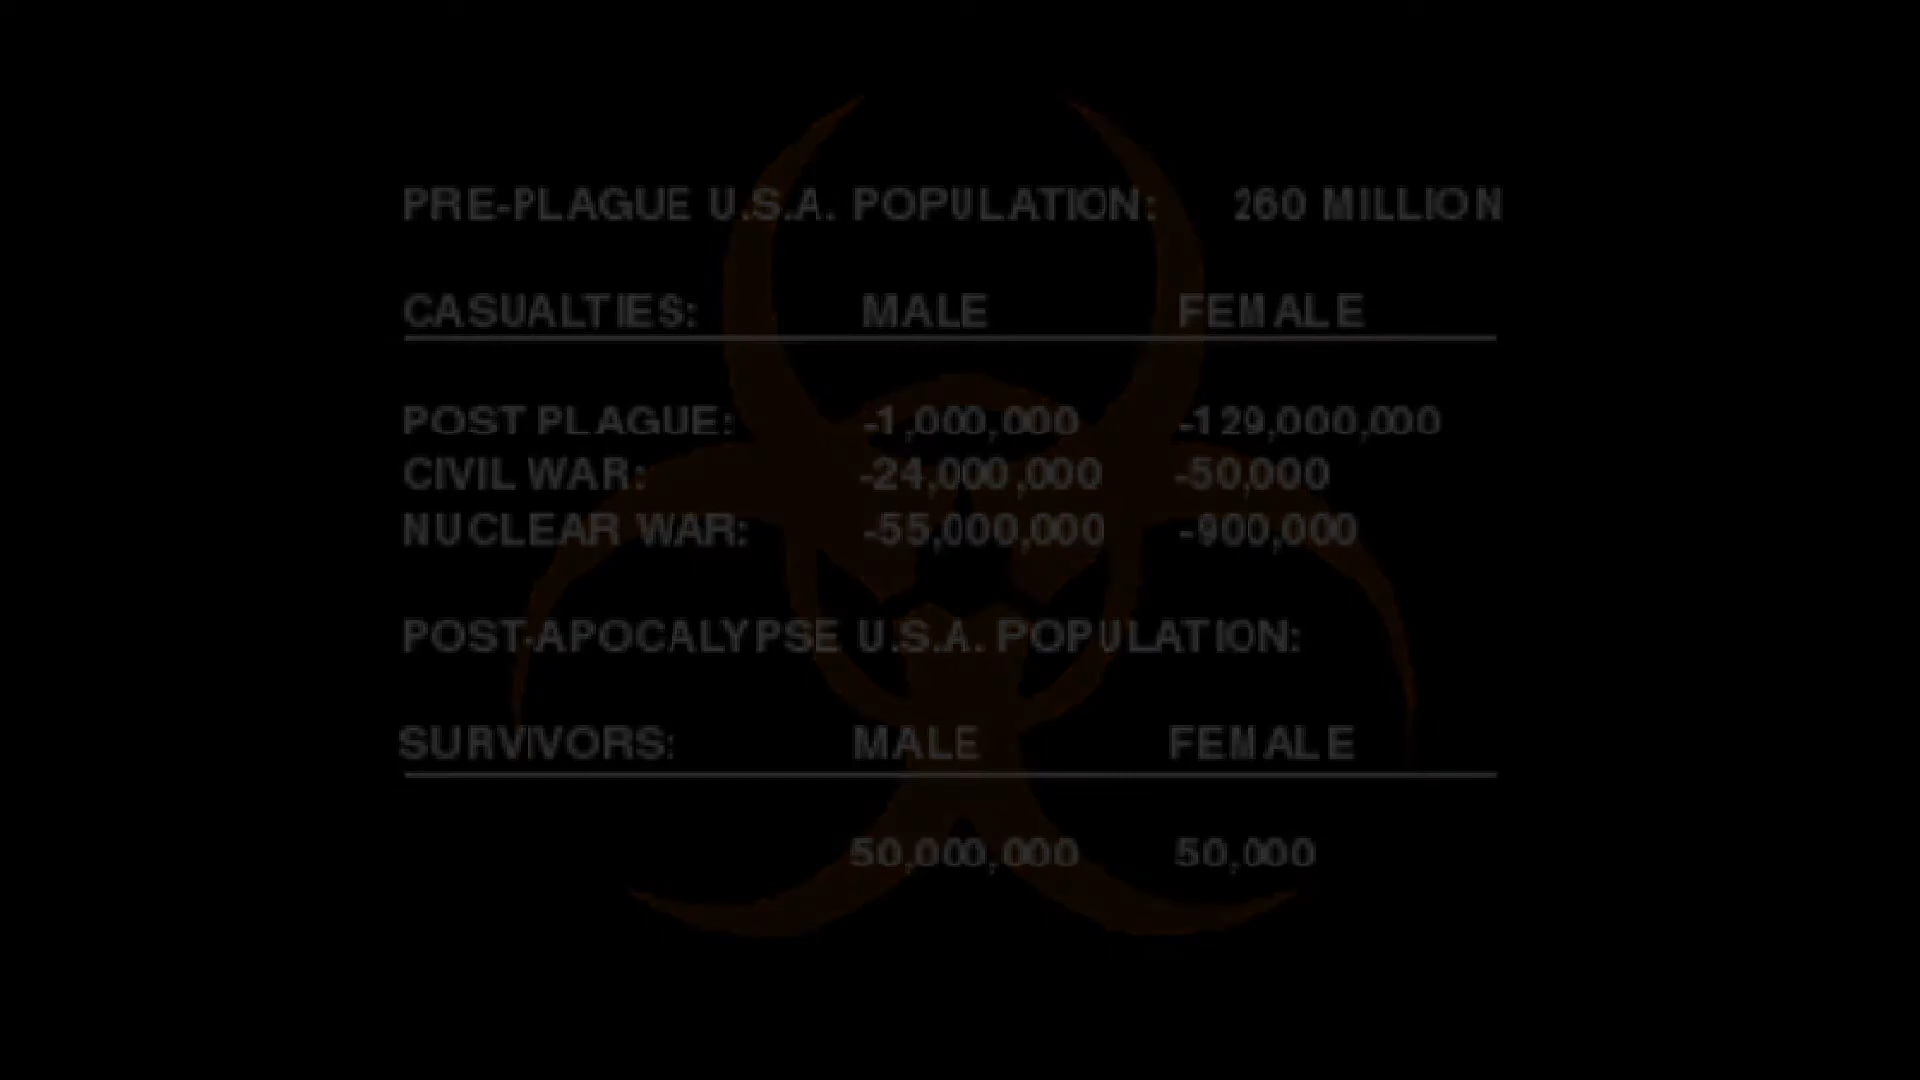 PRE-PLAGUE U.S.A. POPULATION: 260 MILLION
CASUALTIES: MALE FEMALE
POST PLAGUE: -1,000,000 -129,000,000
CIVIL WAR: -24,000,000 -50,000
NUCLEAR WAR: -55,000,000 -900,000
POST-APOCALYPSE U.S.A. POPULATION:
SURVIVORS: MALE FEMALE
50,000,000 50,000